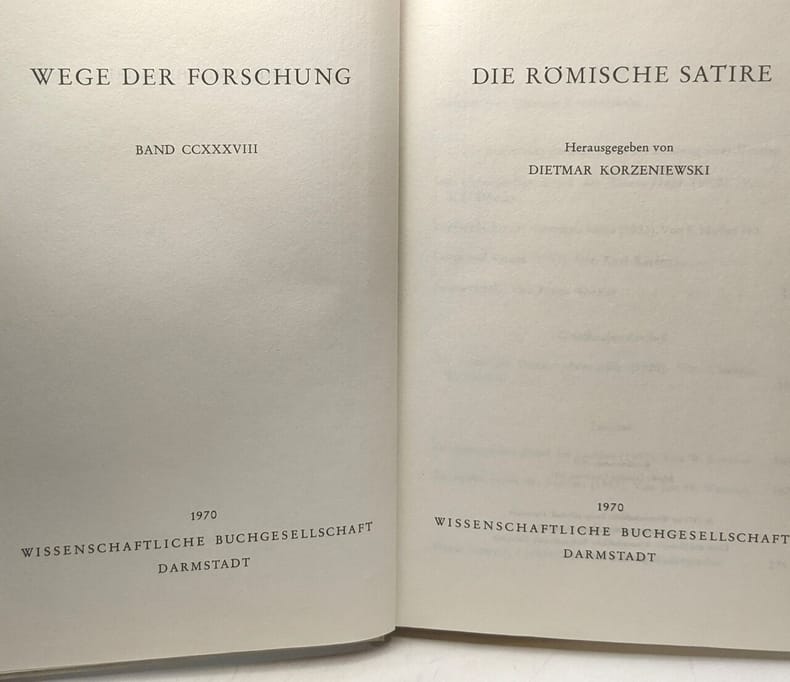 WEGE DER FORSCHUNG
BAND CCXXXVIII
1970
WISSENSCHAFTLICHE BUCHGESELLSCHAFT
DARMSTADT
DIE RÖMISCHE SATIRE
Herausgegeben von
DIETMAR KORZENIEWSKI
1970
WISSENSCHAFTLICHE BUCHGESELLSCHAFT
DARMSTADT